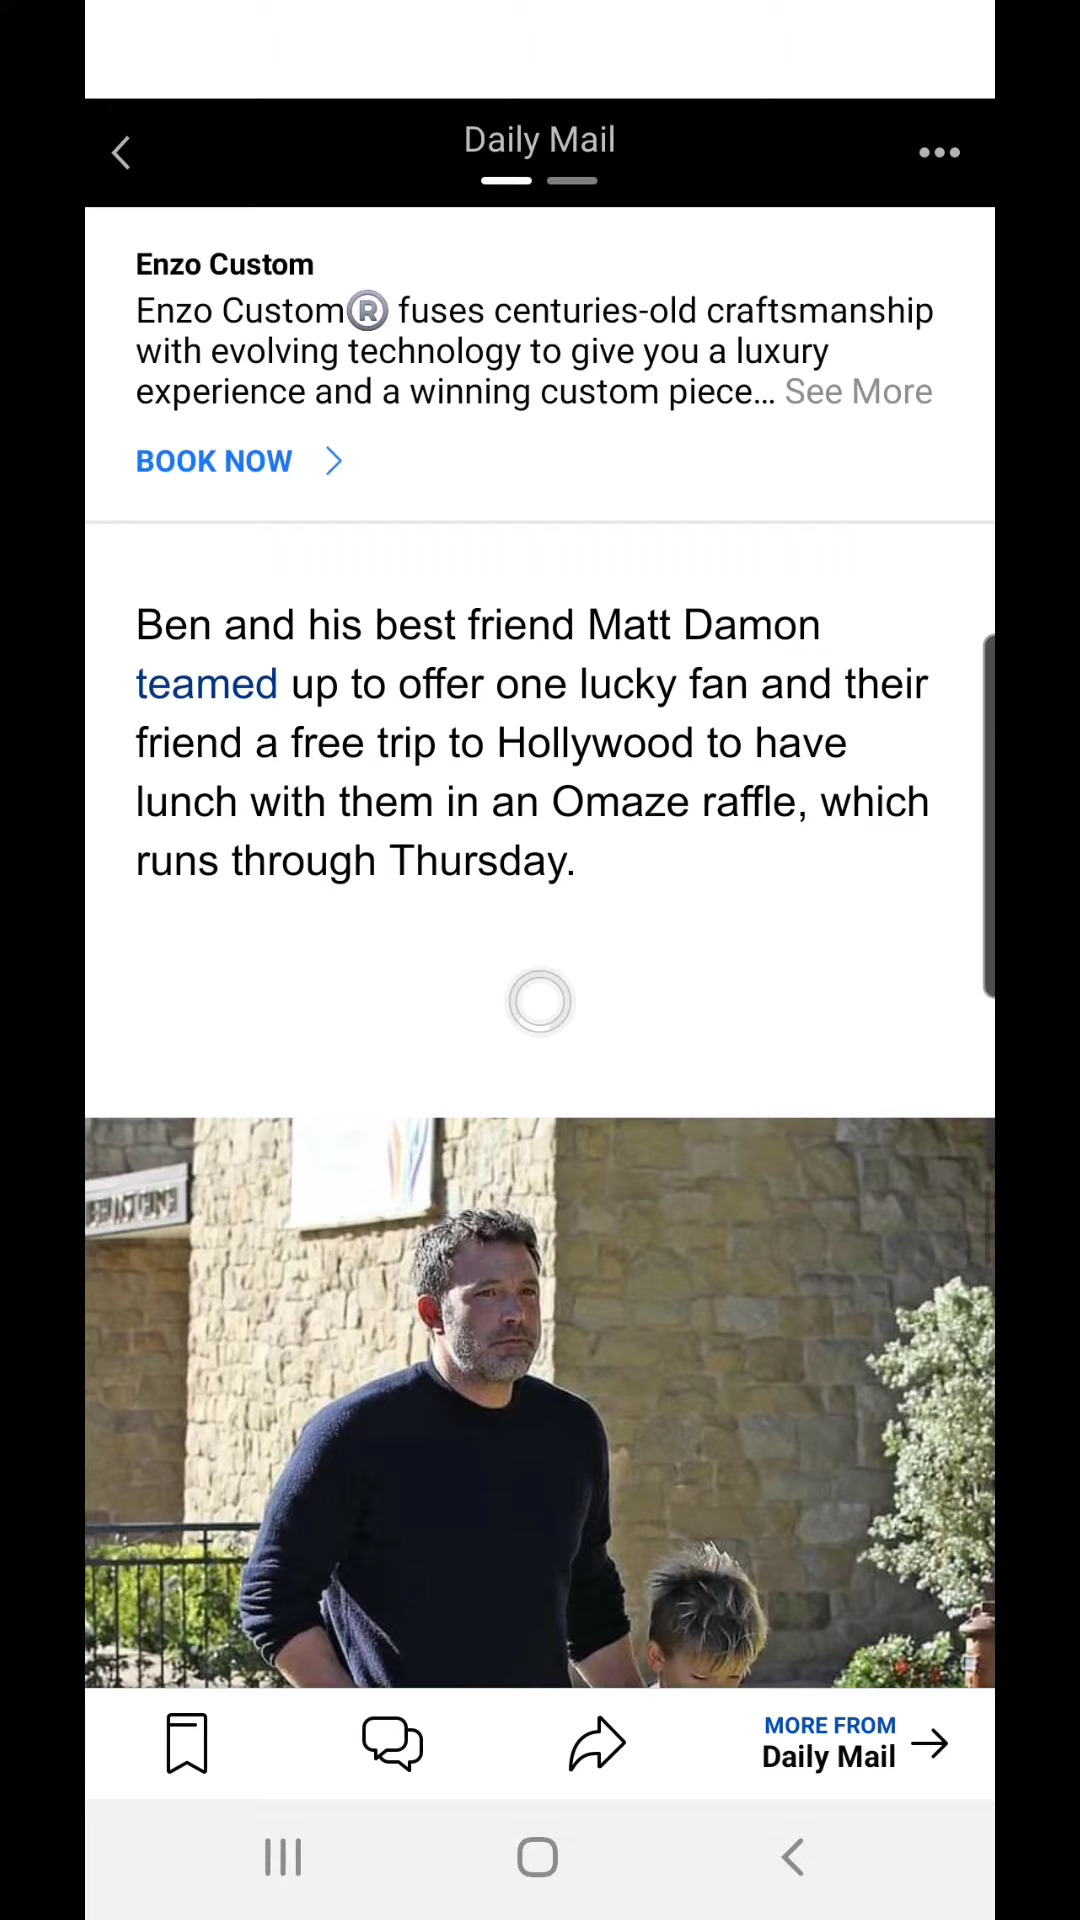 Daily Mail
Enzo Custom
Enzo Custom® fuses centuries-old craftsmanship
with evolving technology to give you a luxury
experience and a winning custom piece... See More
BOOK NOW
Ben and his best friend Matt Damon
teamed up to offer one lucky fan and their
friend a free trip to Hollywood to have
lunch with them in an Omaze raffle, which
runs through Thursday.
MORE FROM
Daily Mail